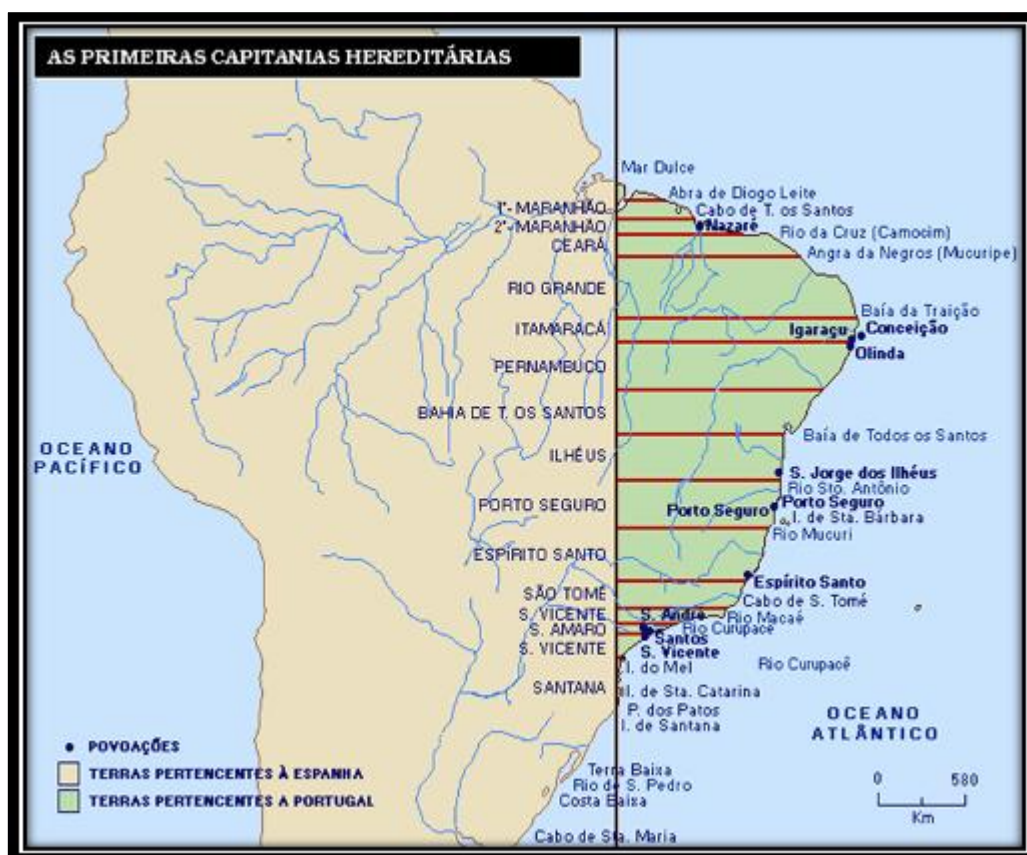 AS PRIMEIRAS CAPITANIAS HEREDITÁRIAS
Mar Dulce
Abra de Diogo Leite
1º- MARANHÃO
Cabo de T. os Santos
2º- MARANHÃO
Nazaré
Rio da Cruz (Camocim)
CEARÁ
Angra da Negros (Mucuripe)
RIO GRANDE
Baía da Traição
ITAMARACÁ
Igaraçu
Conceição
Olinda
PERNAMBUCO
BAHIA DE T. OS SANTOS
Baía de Todos os Santos
OCEANO
PACÍFICO
ILHÉUS
S. Jorge dos Ilhéus
Rio Sto. Antônio
PORTO SEGURO
Porto Seguro
Porto Seguro
I. de Sta. Bárbara
Rio Mucuri
ESPÍRITO SANTO
Espírito Santo
SÃO TOMÉ
Cabo de S. Tomé
S. VICENTE
S. André
Rio Macaé
S. AMARO
Rio Curupacê
Santos
S. VICENTE
S. Vicente
I. do Mel
Rio Curupacê
SANTANA
I. de Sta. Catarina
P. dos Patos
I. de Santana
OCEANO
ATLÂNTICO
POVOAÇÕES
TERRAS PERTENCENTES À ESPANHA
TERRAS PERTENCENTES A PORTUGAL
Terra Baixa
Rio de S. Pedro
Costa Baixa
Cabo de Sta. Maria
0 580
Km